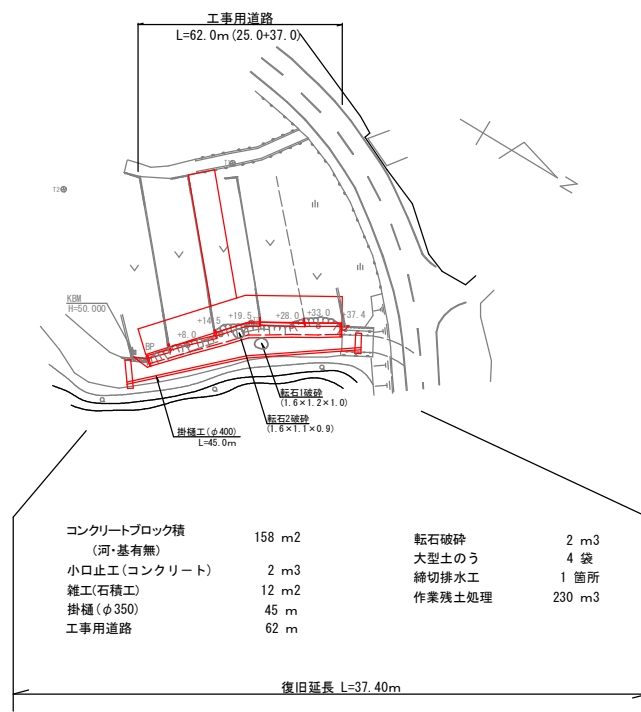 工事用道路
L=62.0m(25.0+37.0)
T1
T2
KBM
H=50.000
BP
+8.0
+14.5
+19.5
+28.0
+33.0
+37.4
転石1破砕
(1.6×1.2×1.0)
転石2破砕
(1.6×1.1×0.9)
掛樋工(φ400)
L=45.0m
コンクリートブロック積 158 m2
(河・基有無)
小口止工(コンクリート) 2 m3
雑工(石積工) 12 m2
掛樋(φ350) 45 m
工事用道路 62 m
転石破砕 2 m3
大型土のう 4 袋
締切排水工 1 箇所
作業残土処理 230 m3
復旧延長 L=37.40m